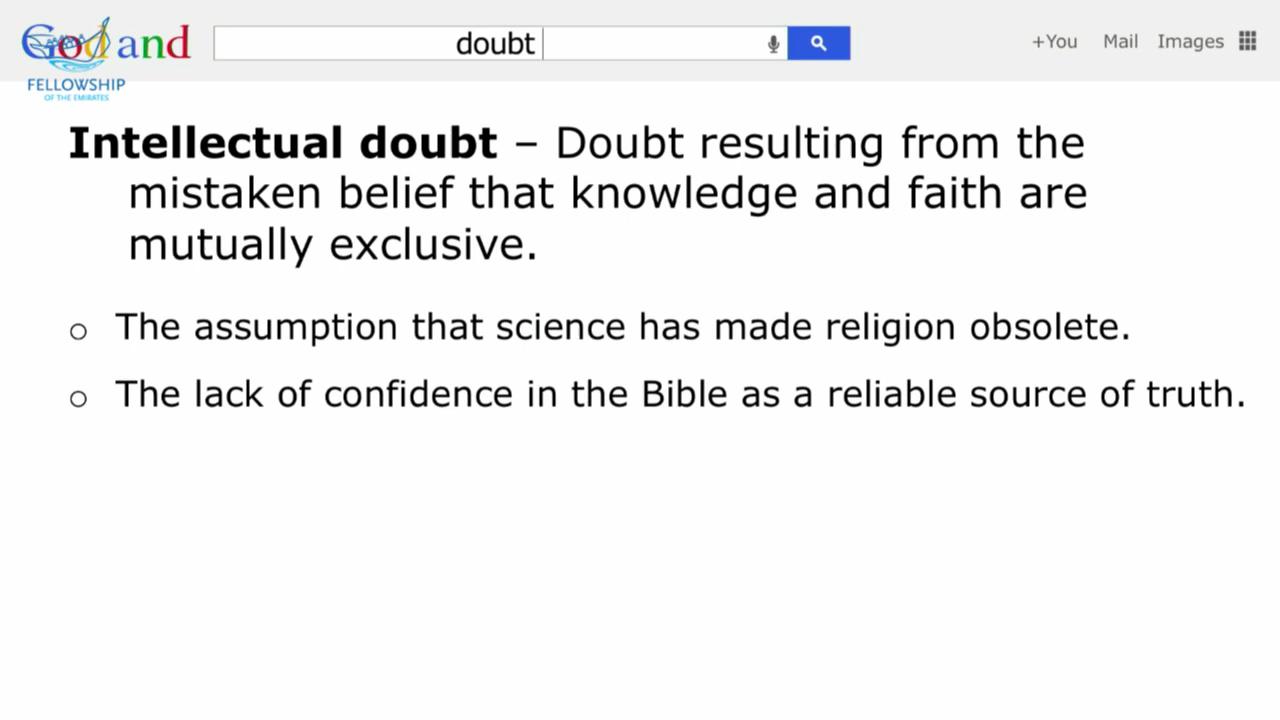 God and
doubt
+You Mail Images
FELLOWSHIP
OF THE EMIRATES
Intellectual doubt – Doubt resulting from the
mistaken belief that knowledge and faith are
mutually exclusive.
o The assumption that science has made religion obsolete.
o The lack of confidence in the Bible as a reliable source of truth.